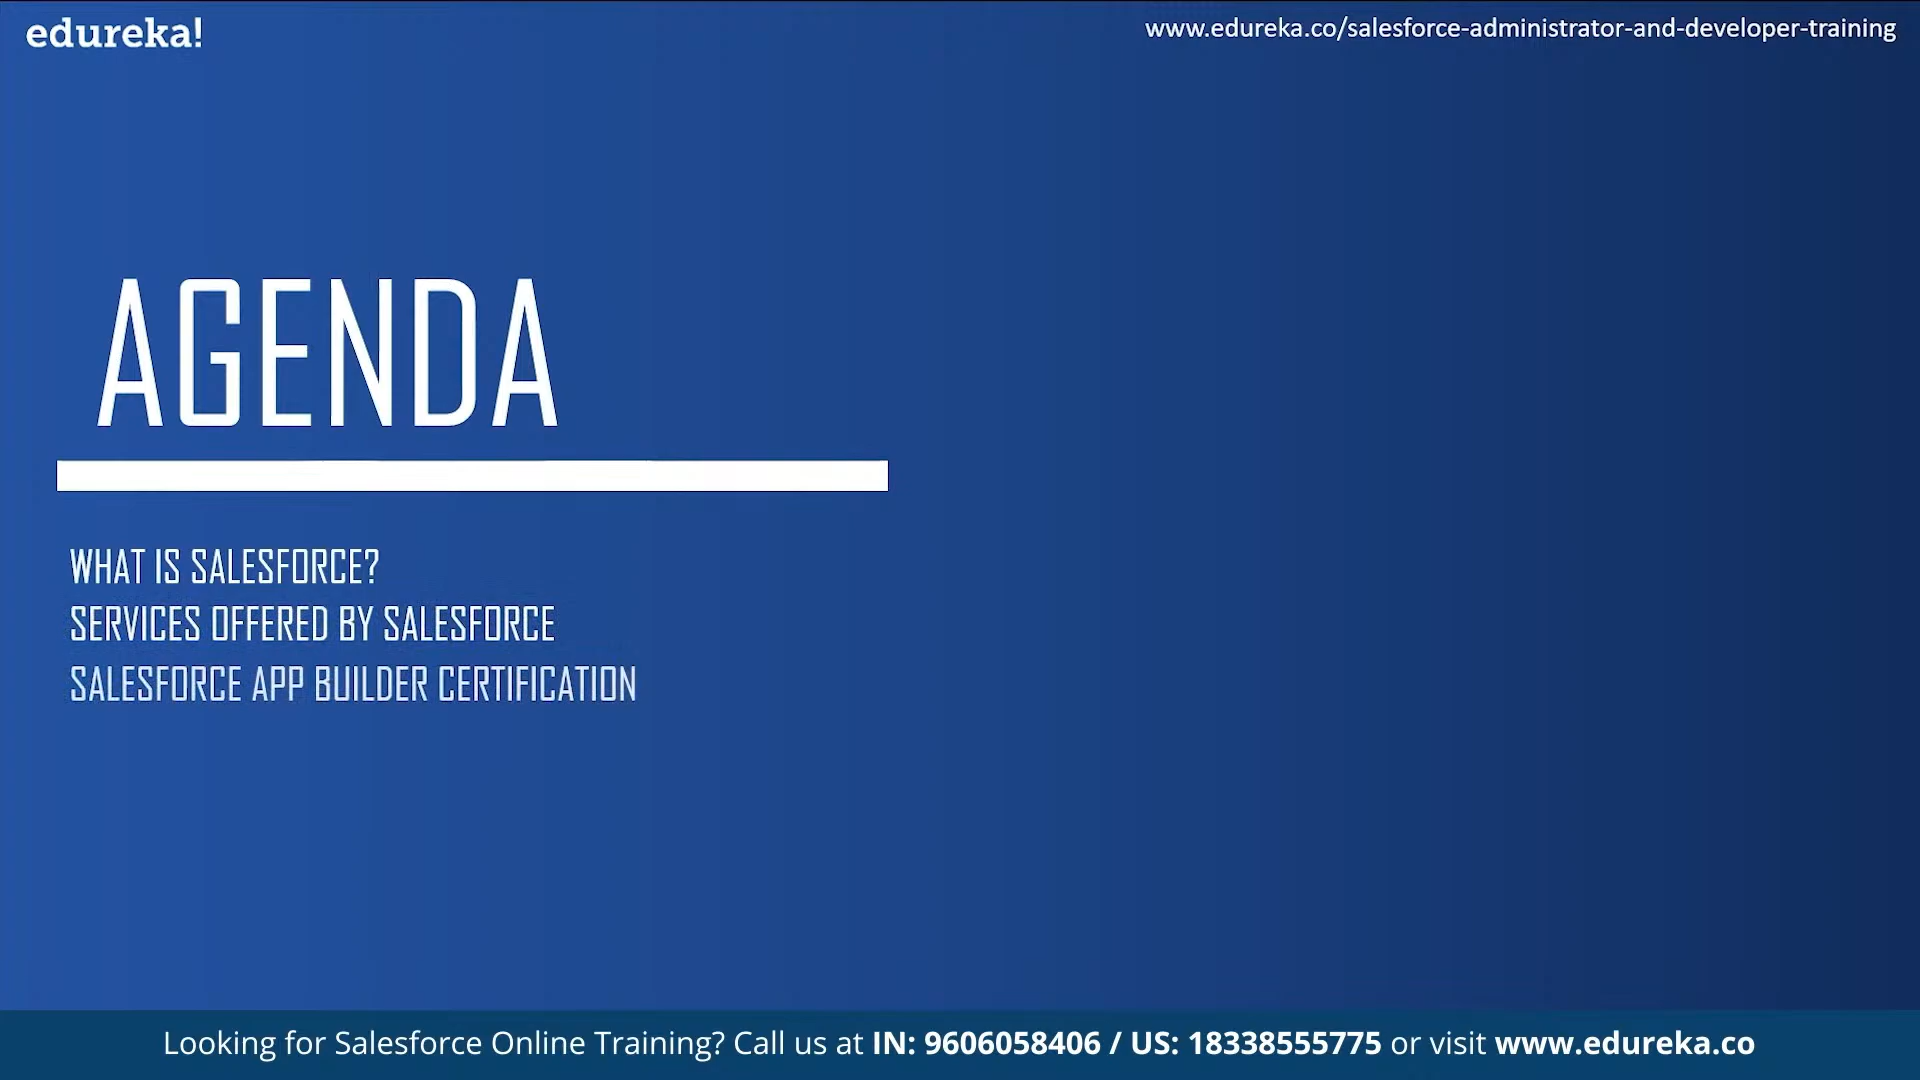 edureka!
www.edureka.co/salesforce-administrator-and-developer-training
AGENDA
WHAT IS SALESFORCE?
SERVICES OFFERED BY SALESFORCE
SALESFORCE APP BUILDER CERTIFICATION
Looking for Salesforce Online Training? Call us at IN: 9606058406 / US: 18338555775 or visit www.edureka.co